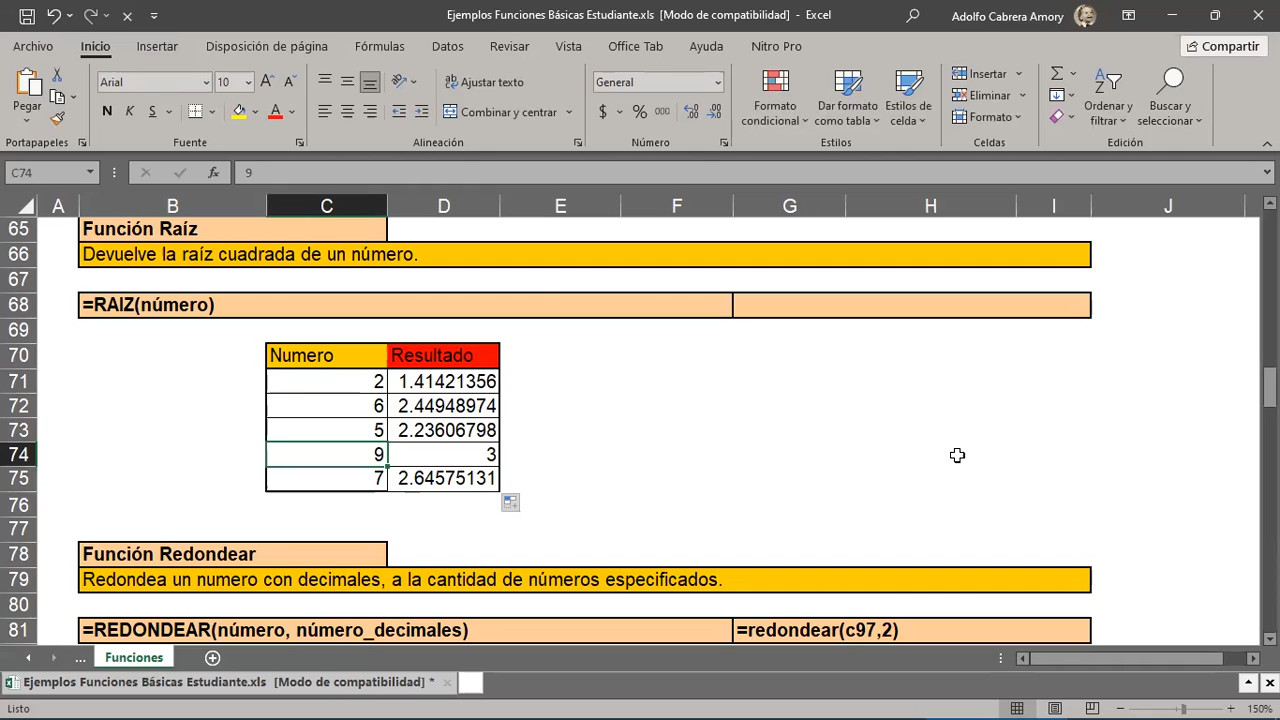 Ejemplos Funciones Básicas Estudiante.xls [Modo de compatibilidad] - Excel
Adolfo Cabrera Amory
Archivo Inicio Insertar Disposición de página Fórmulas Datos Revisar Vista Office Tab Ayuda Nitro Pro
Compartir
Pegar
Portapapeles
Arial 10
N K S
Fuente
Ajustar texto
Combinar y centrar
Alineación
General
$ % 000
Número
Formato condicional
Dar formato como tabla
Estilos de celda
Estilos
Insertar
Eliminar
Formato
Celdas
Ordenar y filtrar
Buscar y seleccionar
Edición
C74 fx 9
A B C D E F G H I J
65 Función Raíz
66 Devuelve la raíz cuadrada de un número.
67
68 =RAIZ(número)
69
70 Numero Resultado
71 2 1.41421356
72 6 2.44948974
73 5 2.23606798
74 9 3
75 7 2.64575131
76
77
78 Función Redondear
79 Redondea un numero con decimales, a la cantidad de números especificados.
80
81 =REDONDEAR(número, número_decimales) =redondear(c97,2)
... Funciones
Ejemplos Funciones Básicas Estudiante.xls [Modo de compatibilidad] *
Listo
150%